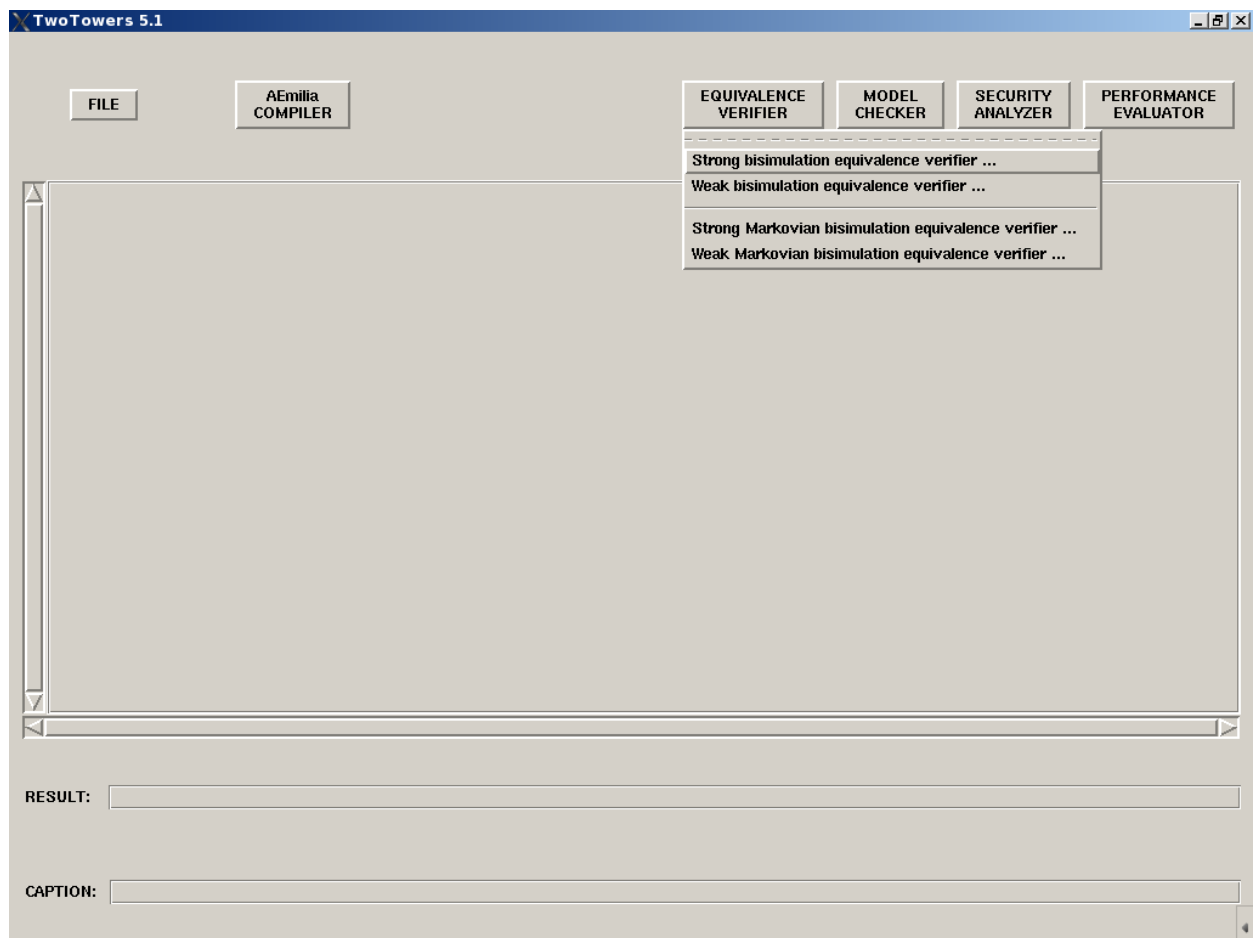 TwoTowers 5.1
FILE
AEmilia
COMPILER
EQUIVALENCE
VERIFIER
MODEL
CHECKER
SECURITY
ANALYZER
PERFORMANCE
EVALUATOR
Strong bisimulation equivalence verifier ...
Weak bisimulation equivalence verifier ...
Strong Markovian bisimulation equivalence verifier ...
Weak Markovian bisimulation equivalence verifier ...
RESULT:
CAPTION: